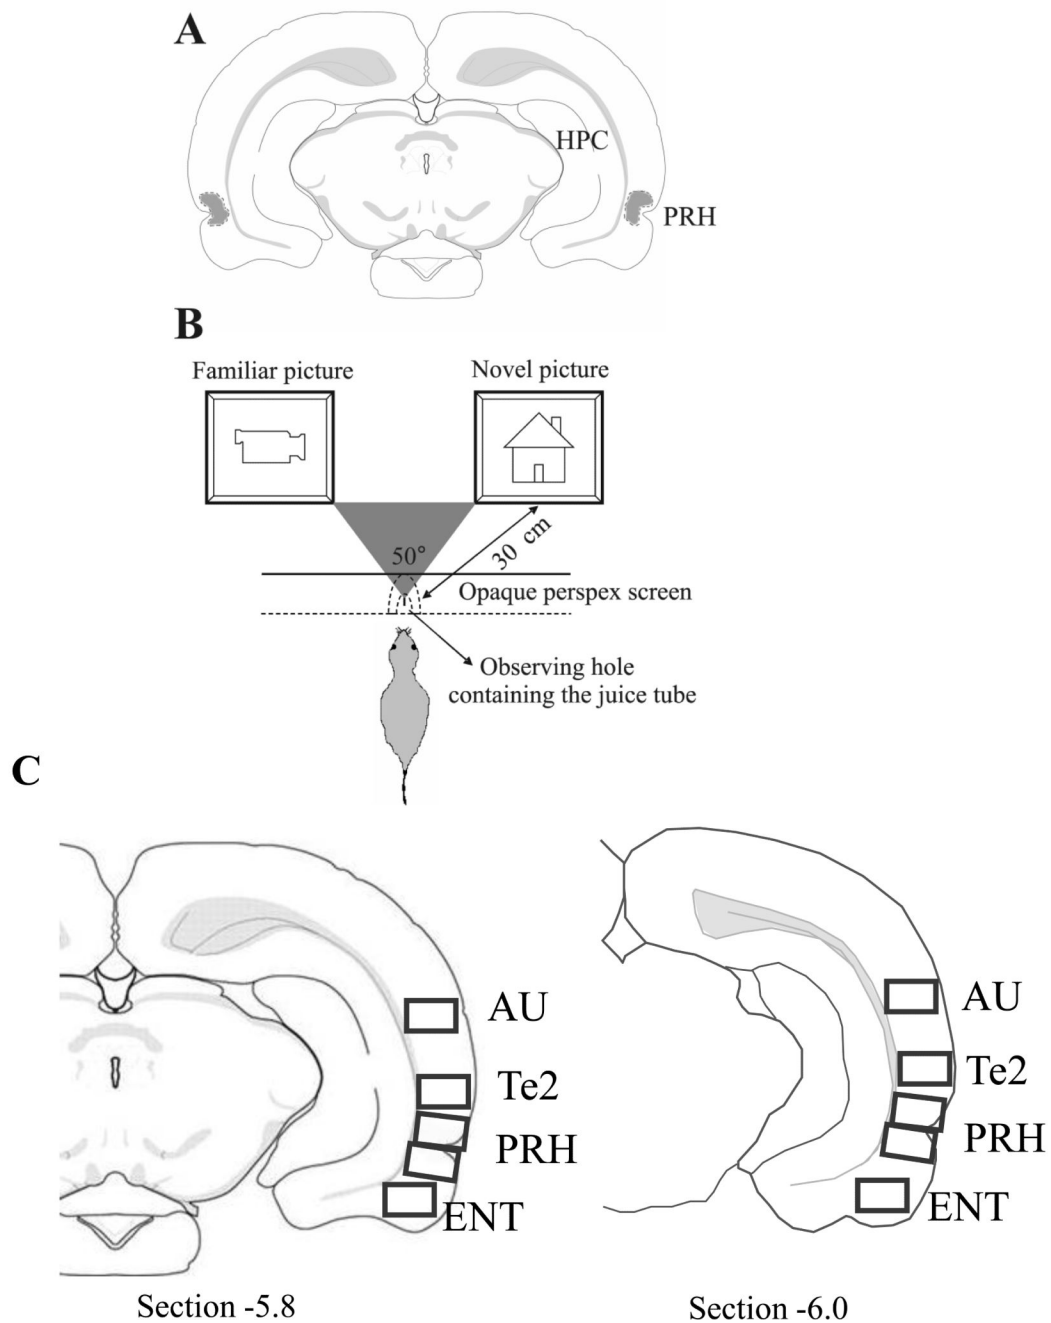 A
HPC
PRH
B
Familiar picture
Novel picture
50°
30 cm
Opaque perspex screen
Observing hole
containing the juice tube
C
AU
Te2
PRH
ENT
Section -5.8
AU
Te2
PRH
ENT
Section -6.0